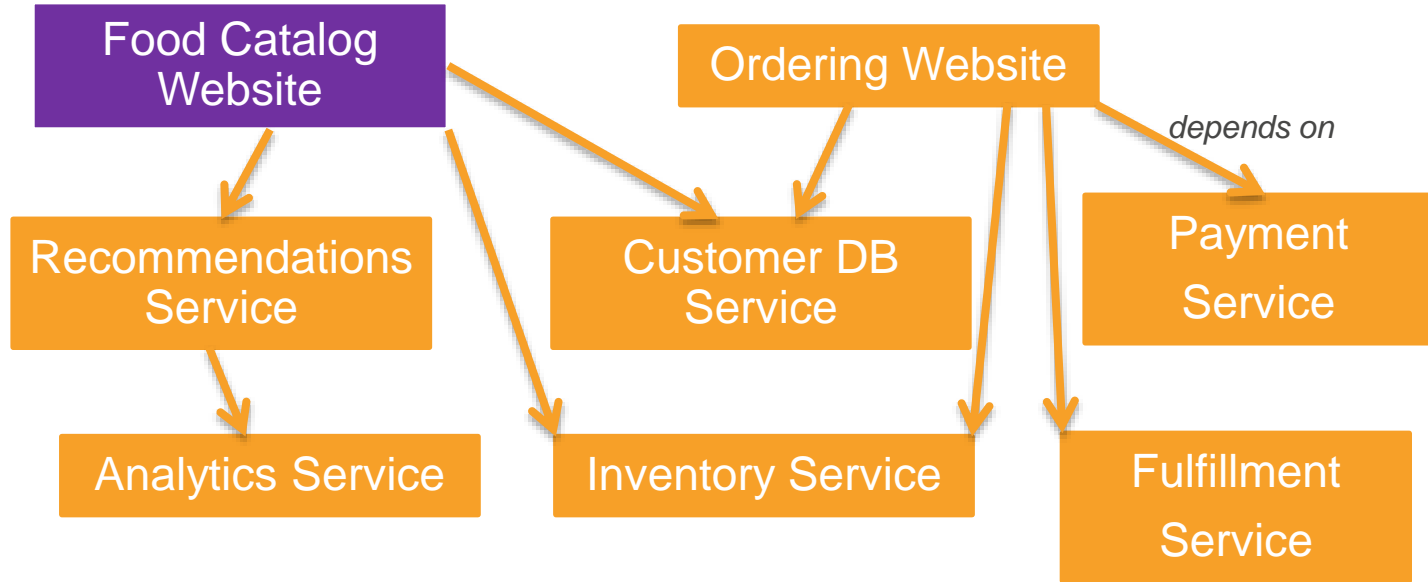 Food Catalog
Website
Ordering Website
depends on
Recommendations
Service
Customer DB
Service
Payment
Service
Analytics Service
Inventory Service
Fulfillment
Service